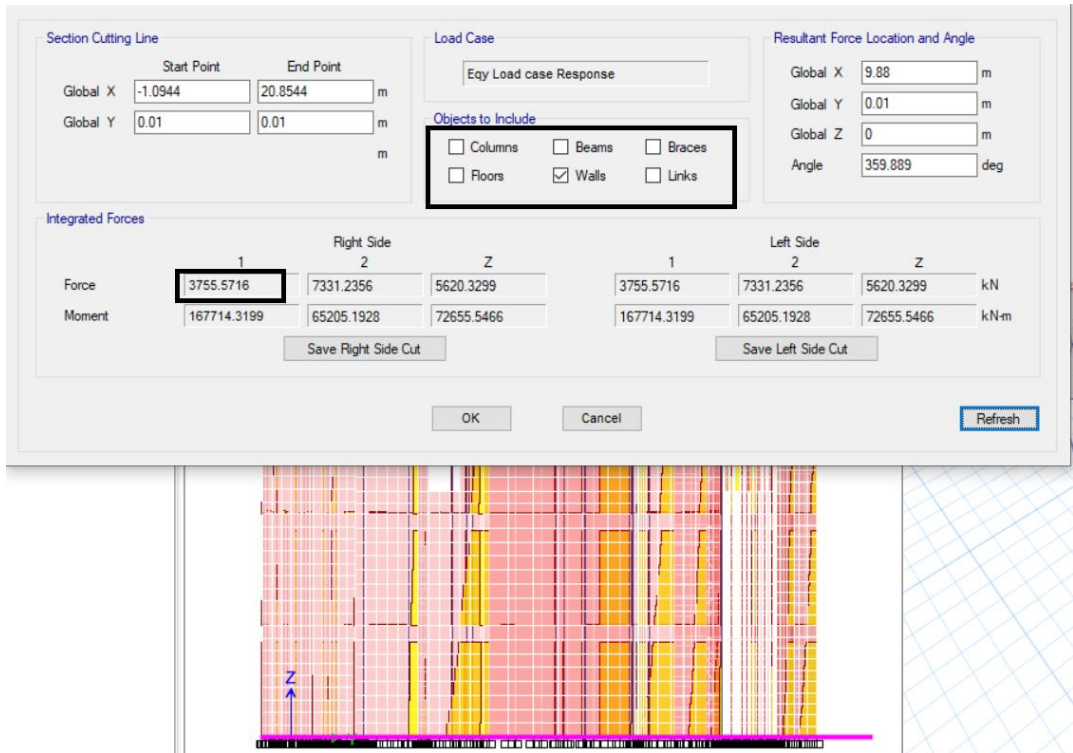 Section Cutting Line
Start Point End Point
Global X -1.0944 20.8544 m
Global Y 0.01 0.01 m
m
Load Case
Eqy Load case Response
Objects to Include
Columns Beams Braces
Floors Walls Links
Resultant Force Location and Angle
Global X 9.88 m
Global Y 0.01 m
Global Z 0 m
Angle 359.889 deg
Integrated Forces
Right Side Left Side
1 2 Z 1 2 Z
Force 3755.5716 7331.2356 5620.3299 3755.5716 7331.2356 5620.3299 kN
Moment 167714.3199 65205.1928 72655.5466 167714.3199 65205.1928 72655.5466 kN-m
Save Right Side Cut Save Left Side Cut
OK Cancel Refresh
Z